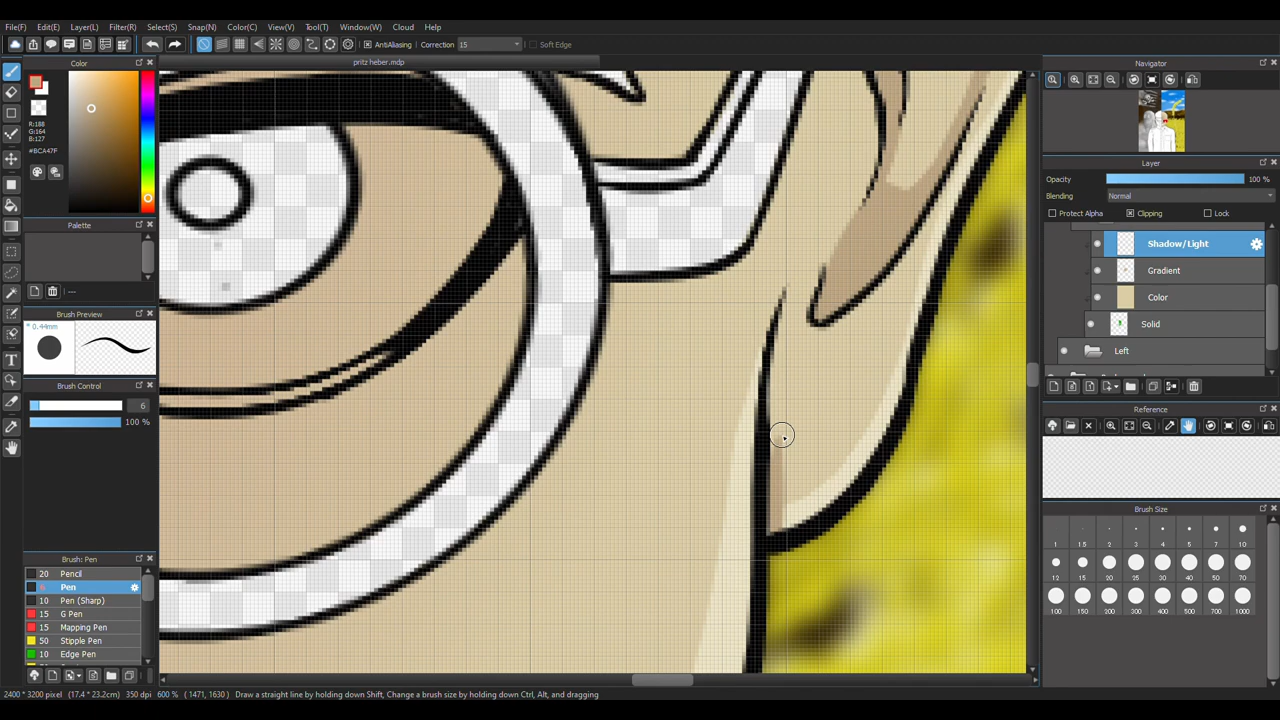 File(F) Edit(E) Layer(L) Filter(R) Select(S) Snap(N) Color(C) View(V) Tool(T) Window(W) Cloud Help
AntiAliasing Correction 15 Soft Edge
Color
pritz heber.mdp
Navigator
R:188
G:164
B:127
#BCA47F
Layer
Opacity 100 %
Blending Normal
Protect Alpha Clipping Lock
Palette
Shadow/Light
Gradient
---
Color
Brush Preview
Solid
* 0.44mm
Left
Brush Control
6
Reference
100 %
Brush Size
1 1.5 2 3 4 5 7 10
12 15 20 25 30 40 50 70
100 150 200 300 400 500 700 1000
Brush: Pen
20 Pencil
Pen
10 Pen (Sharp)
15 G Pen
15 Mapping Pen
50 Stipple Pen
10 Edge Pen
2400 * 3200 pixel (17.4 * 23.2cm) 350 dpi 600 % ( 1471, 1630 ) Draw a straight line by holding down Shift, Change a brush size by holding down Ctrl, Alt, and dragging